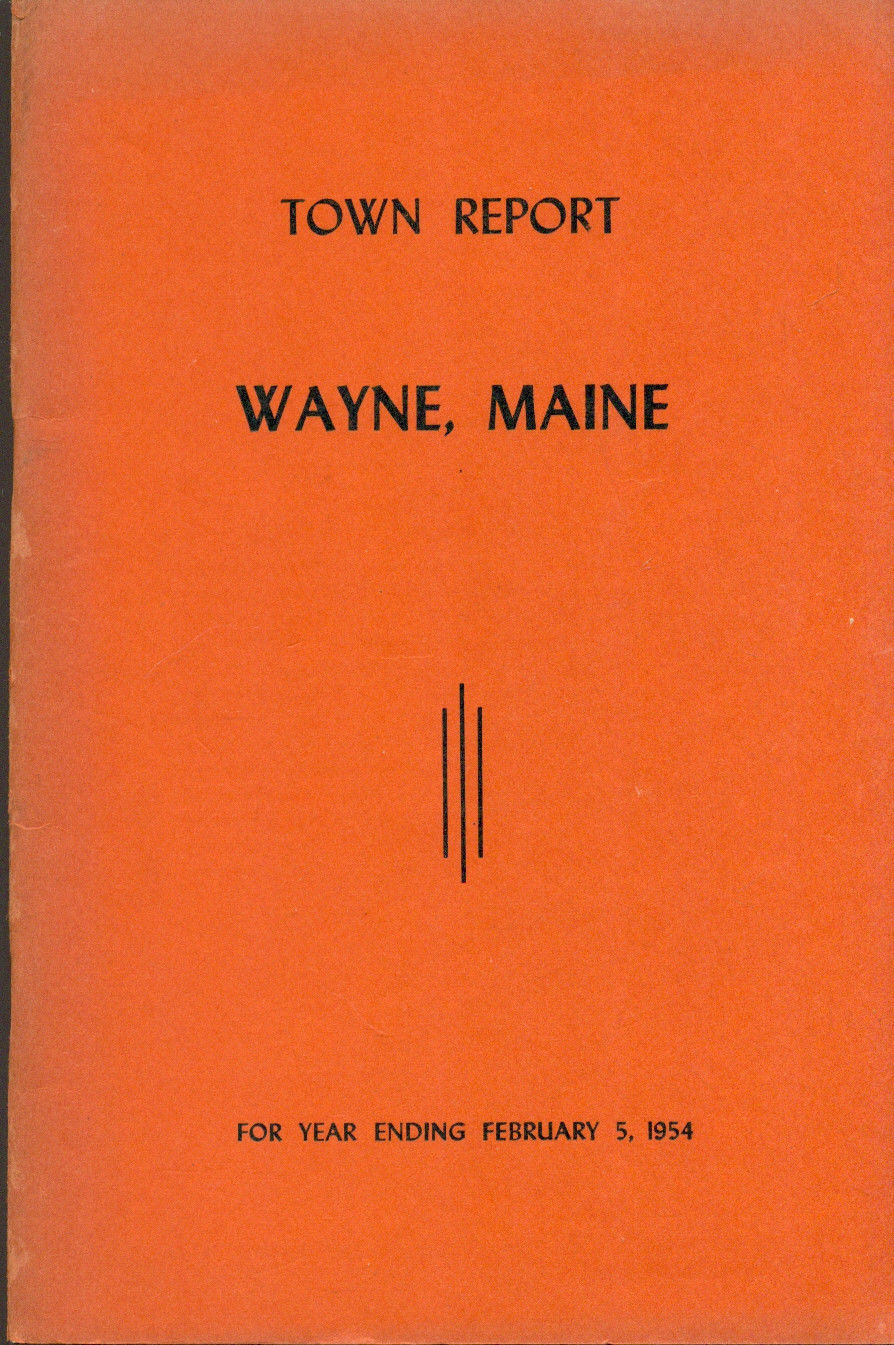 TOWN REPORT
WAYNE, MAINE
FOR YEAR ENDING FEBRUARY 5, 1954